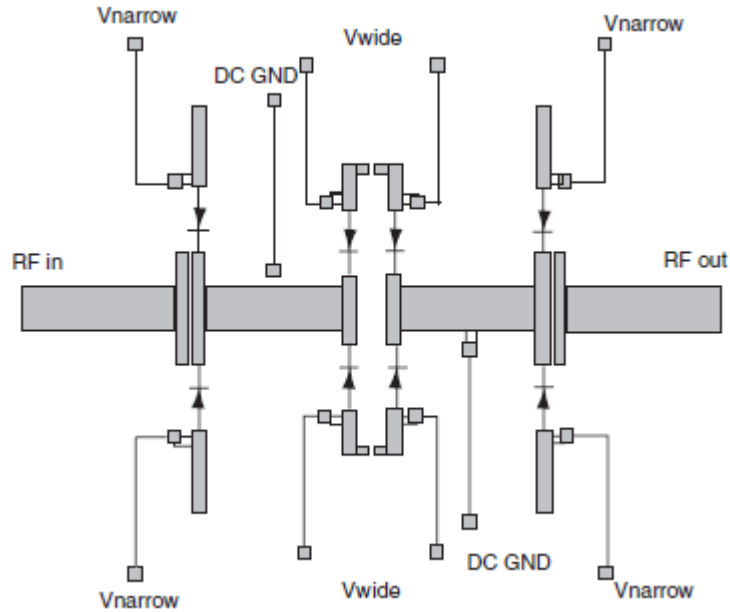 Vnarrow
Vwide
Vnarrow
DC GND
RF in
RF out
DC GND
Vnarrow
Vwide
Vnarrow